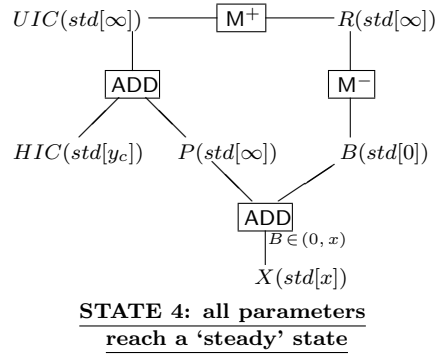 UIC(std[∞]) M⁺ R(std[∞])
ADD M⁻
HIC(std[y_c]) P(std[∞]) B(std[0])
ADD
B∈(0, x)
X(std[x])
STATE 4: all parameters
reach a ‘steady’ state